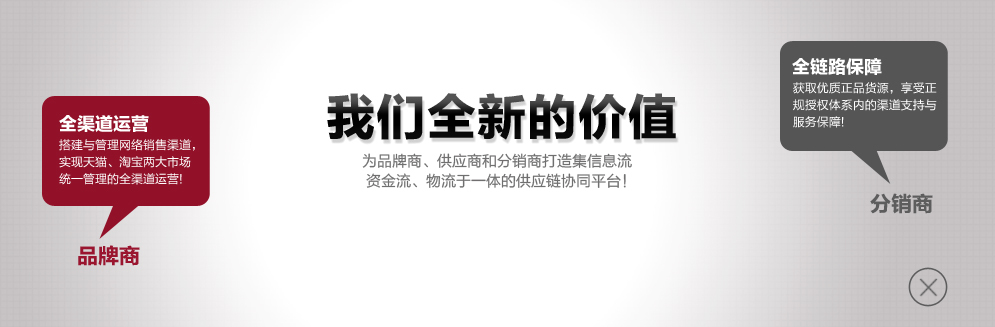 我们全新的价值
为品牌商、供应商和分销商打造集信息流
资金流、物流于一体的供应链协同平台！
全渠道运营
搭建与管理网络销售渠道，
实现天猫、淘宝两大市场
统一管理的全渠道运营！
品牌商
全链路保障
获取优质正品货源，享受正
规授权体系内的渠道支持与
服务保障！
分销商